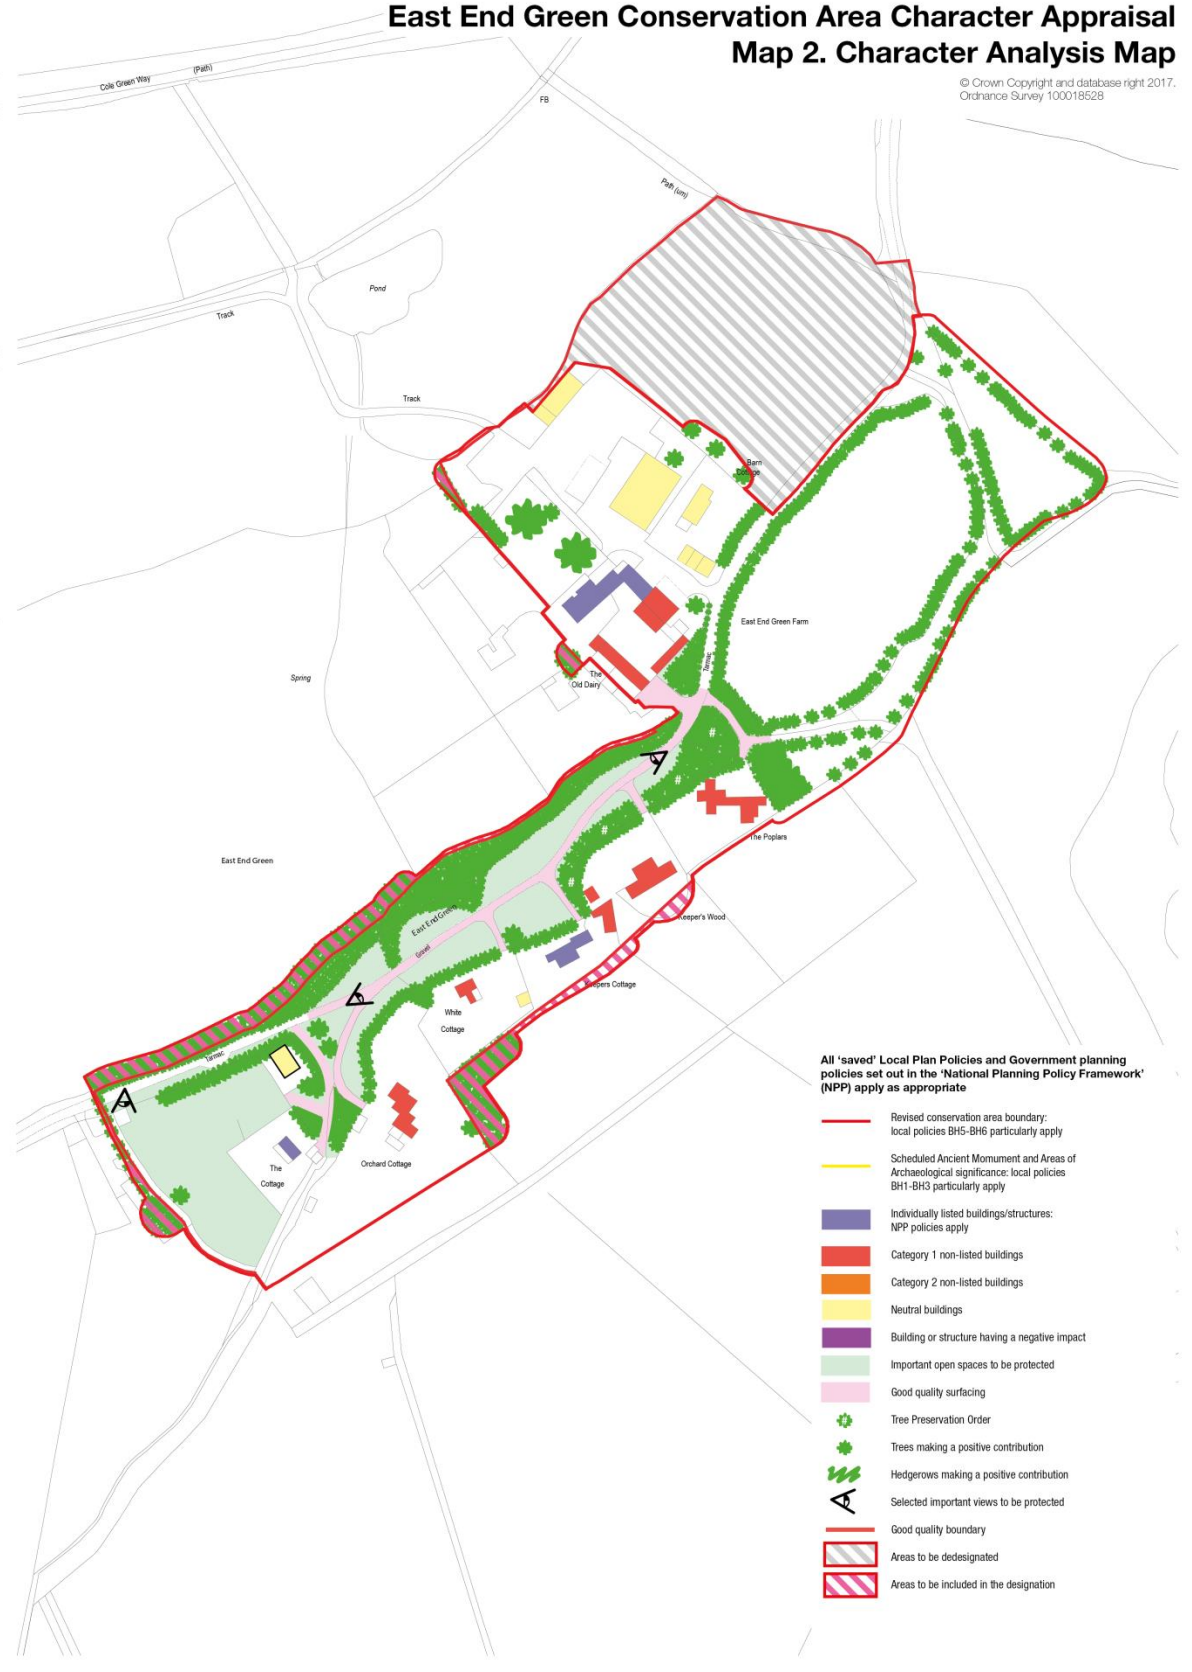 East End Green Conservation Area Character Appraisal
Map 2. Character Analysis Map
© Crown Copyright and database right 2017.
Ordnance Survey 100018528
Cole Green Way
(Path)
FB
Path (um)
Pond
Track
Track
Barn
Cottage
East End Green Farm
Tarmac
The
Old Dairy
Spring
#
#
#
#
The Poplars
East End Green
East End Green
Gravel
Keeper's Wood
Keepers Cottage
White
Cottage
Tarmac
The
Cottage
Orchard Cottage
All ‘saved’ Local Plan Policies and Government planning
policies set out in the ‘National Planning Policy Framework’
(NPP) apply as appropriate
Revised conservation area boundary:
local policies BH5-BH6 particularly apply
Scheduled Ancient Momument and Areas of
Archaeological significance: local policies
BH1-BH3 particularly apply
Individually listed buildings/structures:
NPP policies apply
Category 1 non-listed buildings
Category 2 non-listed buildings
Neutral buildings
Building or structure having a negative impact
Important open spaces to be protected
Good quality surfacing
# Tree Preservation Order
Trees making a positive contribution
Hedgerows making a positive contribution
Selected important views to be protected
Good quality boundary
Areas to be dedesignated
Areas to be included in the designation